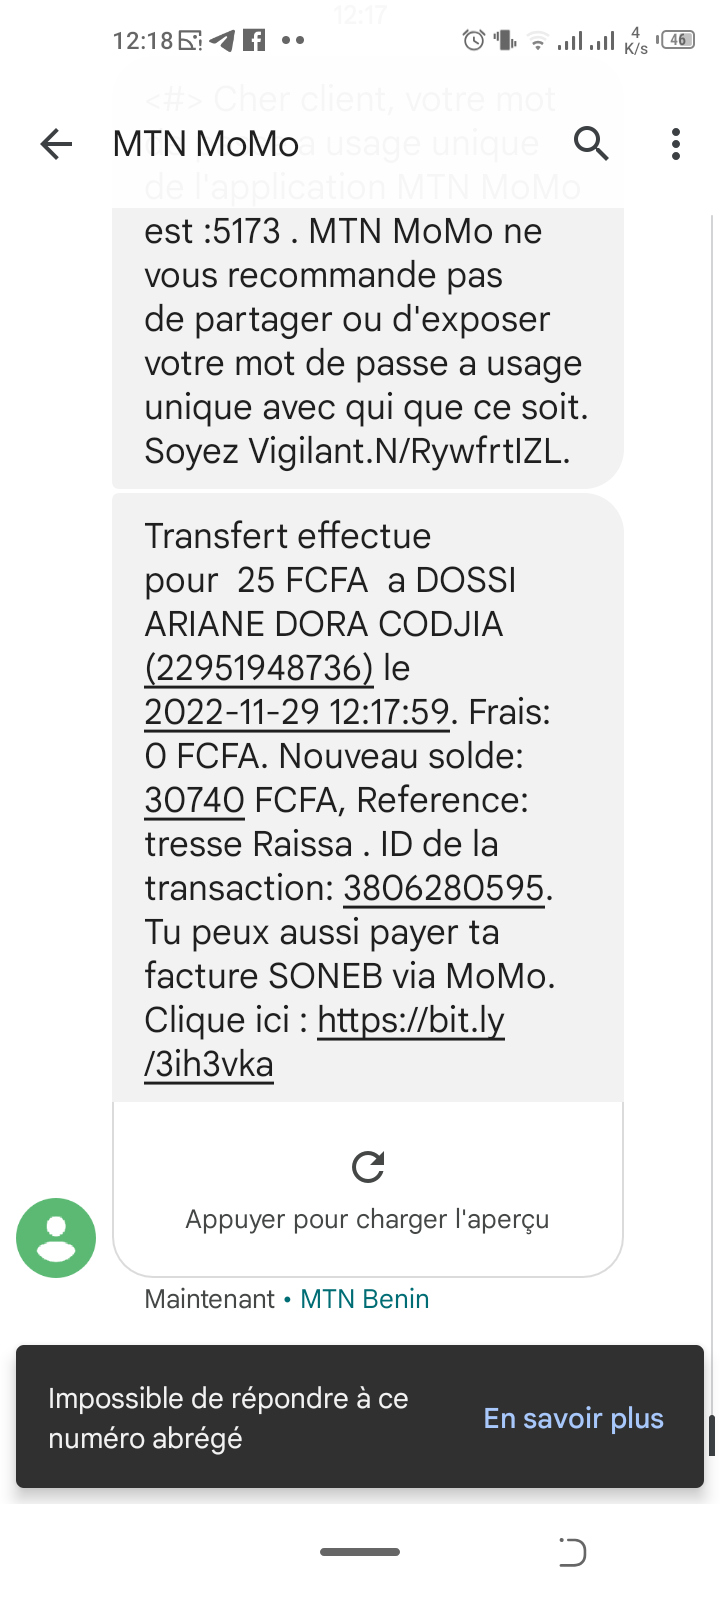 12:17
12:18
4
K/s
46
<#> Cher client, votre mot
MTN MoMo
a usage unique
de l'application MTN MoMo
est :5173 . MTN MoMo ne
vous recommande pas
de partager ou d'exposer
votre mot de passe a usage
unique avec qui que ce soit.
Soyez Vigilant.N/RywfrtIZL.
Transfert effectue
pour  25 FCFA  a DOSSI
ARIANE DORA CODJIA
(22951948736) le
2022-11-29 12:17:59. Frais:
0 FCFA. Nouveau solde:
30740 FCFA, Reference:
tresse Raissa . ID de la
transaction: 3806280595.
Tu peux aussi payer ta
facture SONEB via MoMo.
Clique ici : https://bit.ly
/3ih3vka
Appuyer pour charger l'aperçu
Maintenant • MTN Benin
Impossible de répondre à ce
numéro abrégé
En savoir plus